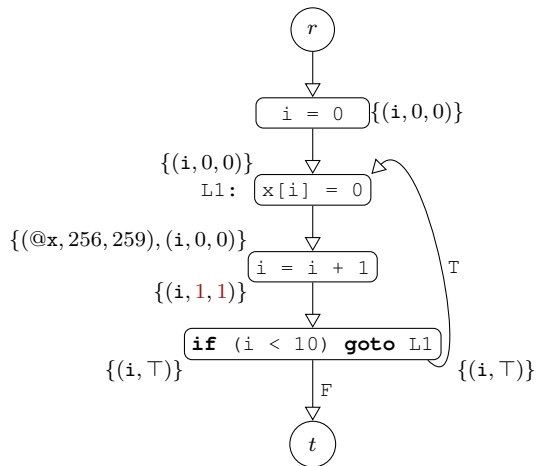 r
i = 0 {(i, 0, 0)}
{(i, 0, 0)}
L1: x[i] = 0
{(@x, 256, 259), (i, 0, 0)}
i = i + 1
T
{(i, 1, 1)}
if (i < 10) goto L1
{(i, ⊤)} {(i, ⊤)}
F
t